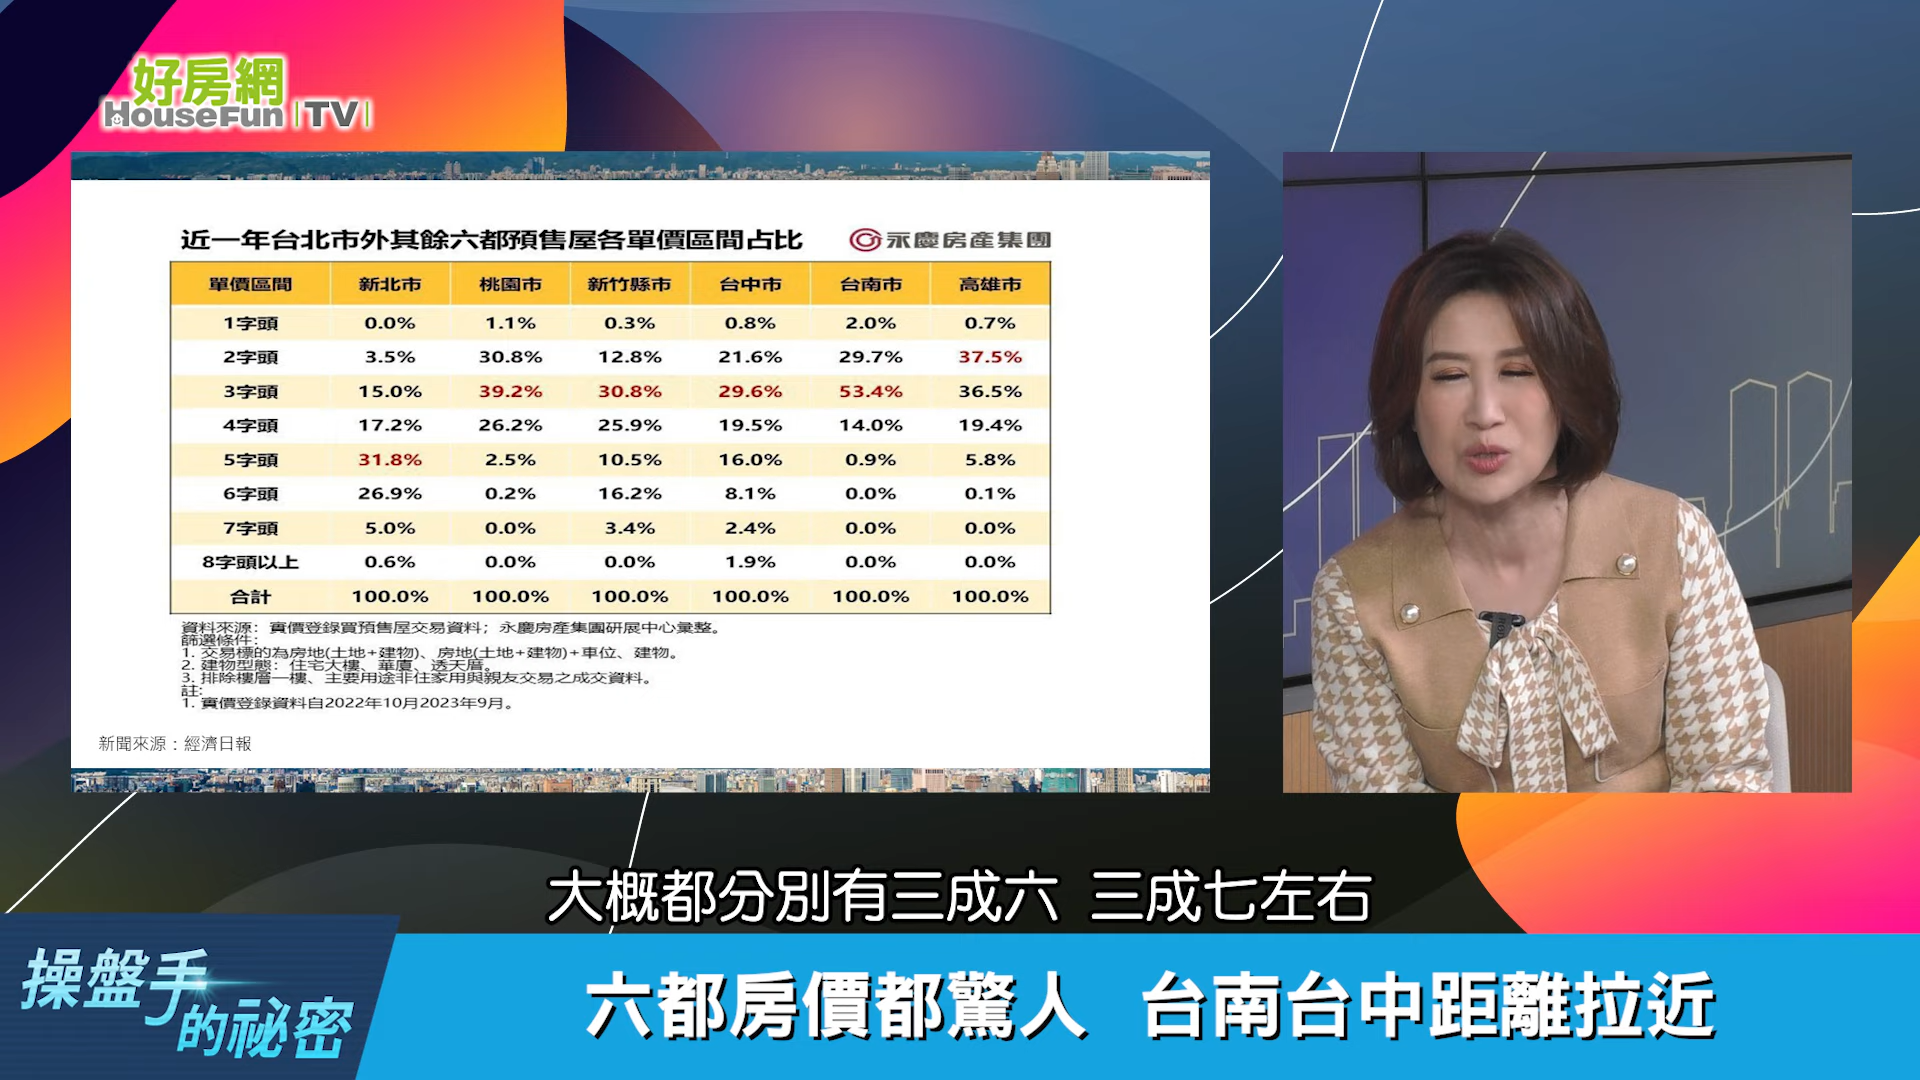 好房網
HouseFun TV
近一年台北市外其餘六都預售屋各單價區間占比
永慶房產集團
單價區間 新北市 桃園市 新竹縣市 台中市 台南市 高雄市
1字頭 0.0% 1.1% 0.3% 0.8% 2.0% 0.7%
2字頭 3.5% 30.8% 12.8% 21.6% 29.7% 37.5%
3字頭 15.0% 39.2% 30.8% 29.6% 53.4% 36.5%
4字頭 17.2% 26.2% 25.9% 19.5% 14.0% 19.4%
5字頭 31.8% 2.5% 10.5% 16.0% 0.9% 5.8%
6字頭 26.9% 0.2% 16.2% 8.1% 0.0% 0.1%
7字頭 5.0% 0.0% 3.4% 2.4% 0.0% 0.0%
8字頭以上 0.6% 0.0% 0.0% 1.9% 0.0% 0.0%
合計 100.0% 100.0% 100.0% 100.0% 100.0% 100.0%
資料來源：實價登錄買預售屋交易資料；永慶房產集團研展中心彙整。
篩選條件：
1. 交易標的為房地(土地+建物)、房地(土地+建物)+車位、建物。
2. 建物型態：住宅大樓、華廈、透天厝。
3. 排除樓層一樓、主要用途非住家用與親友交易之成交資料。
註:
1. 實價登錄資料自2022年10月2023年9月。
新聞來源：經濟日報
大概都分別有三成六 三成七左右
操盤手的祕密
六都房價都驚人 台南台中距離拉近